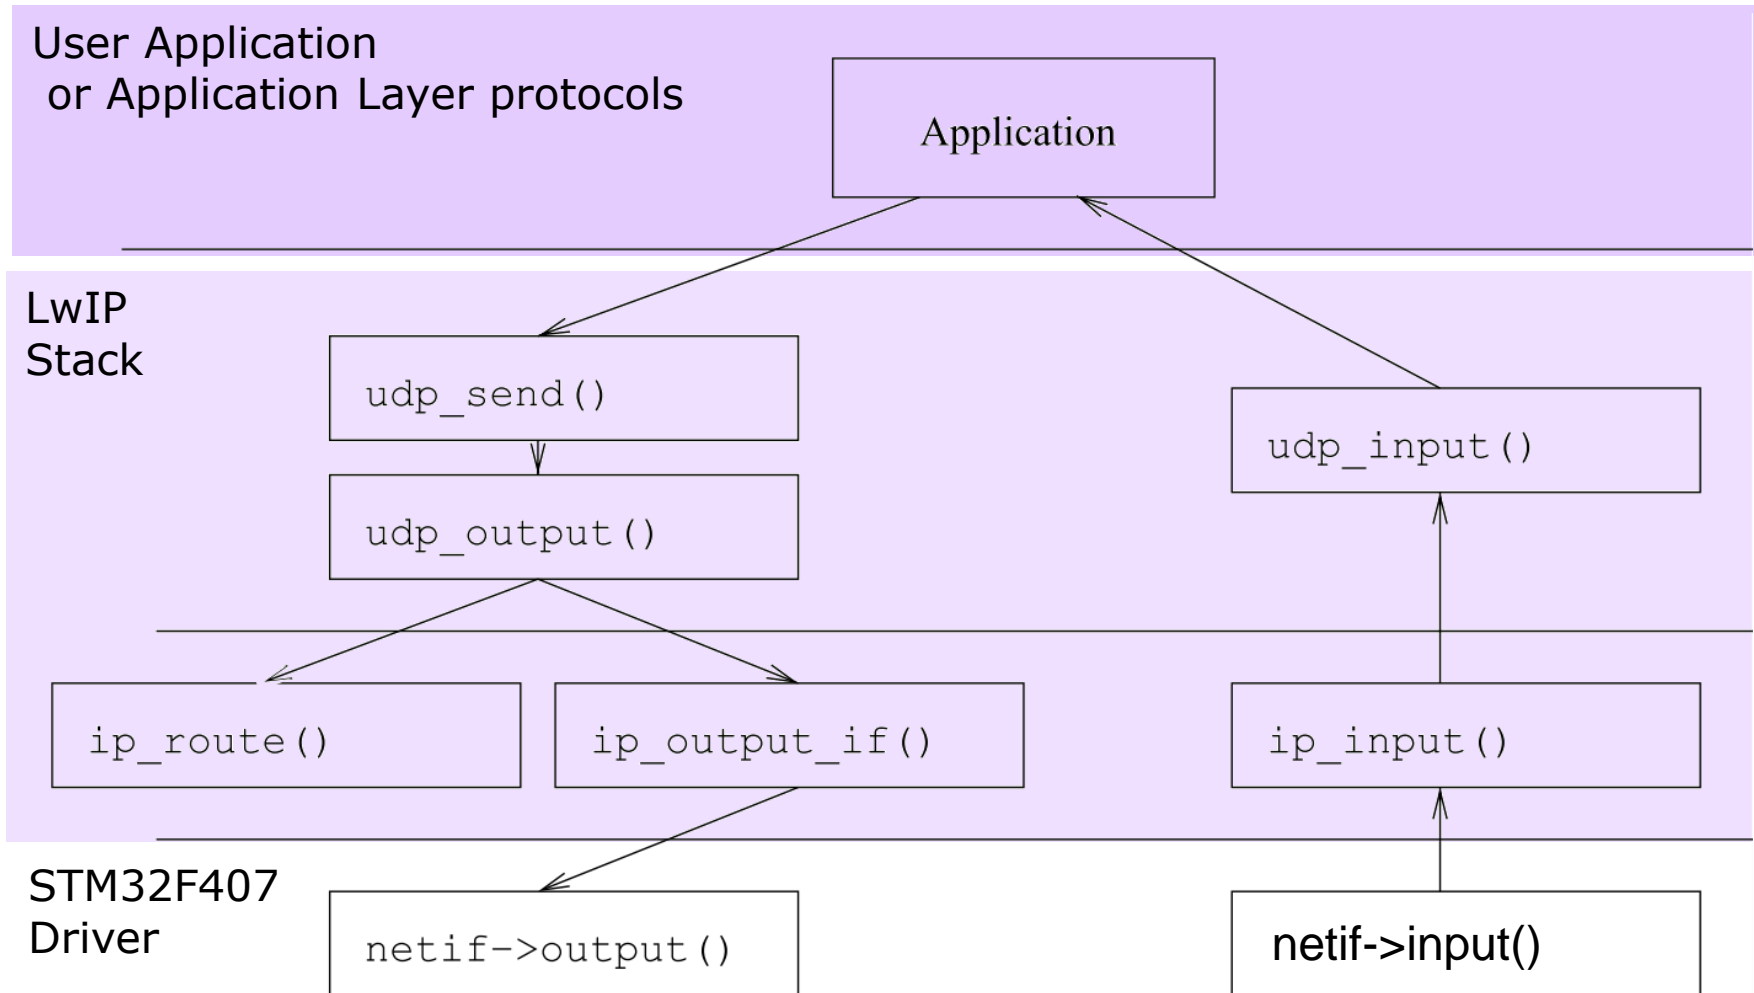 User Application
or Application Layer protocols
Application
LwIP
Stack
udp_send()
udp_input()
udp_output()
ip_route()
ip_output_if()
ip_input()
STM32F407
Driver
netif->output()
netif->input()